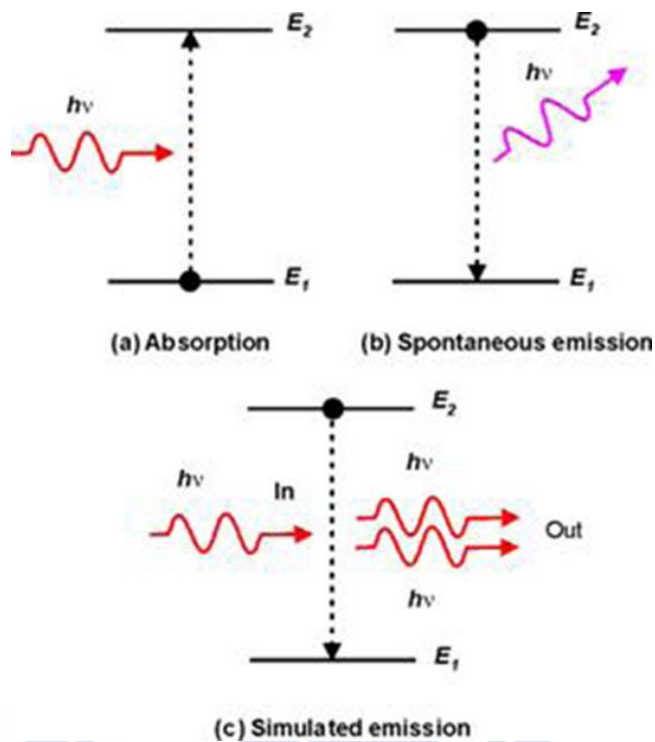 E2
hν
E1
(a) Absorption
E2
hν
E1
(b) Spontaneous emission
E2
hν
In
hν
Out
hν
E1
(c) Simulated emission